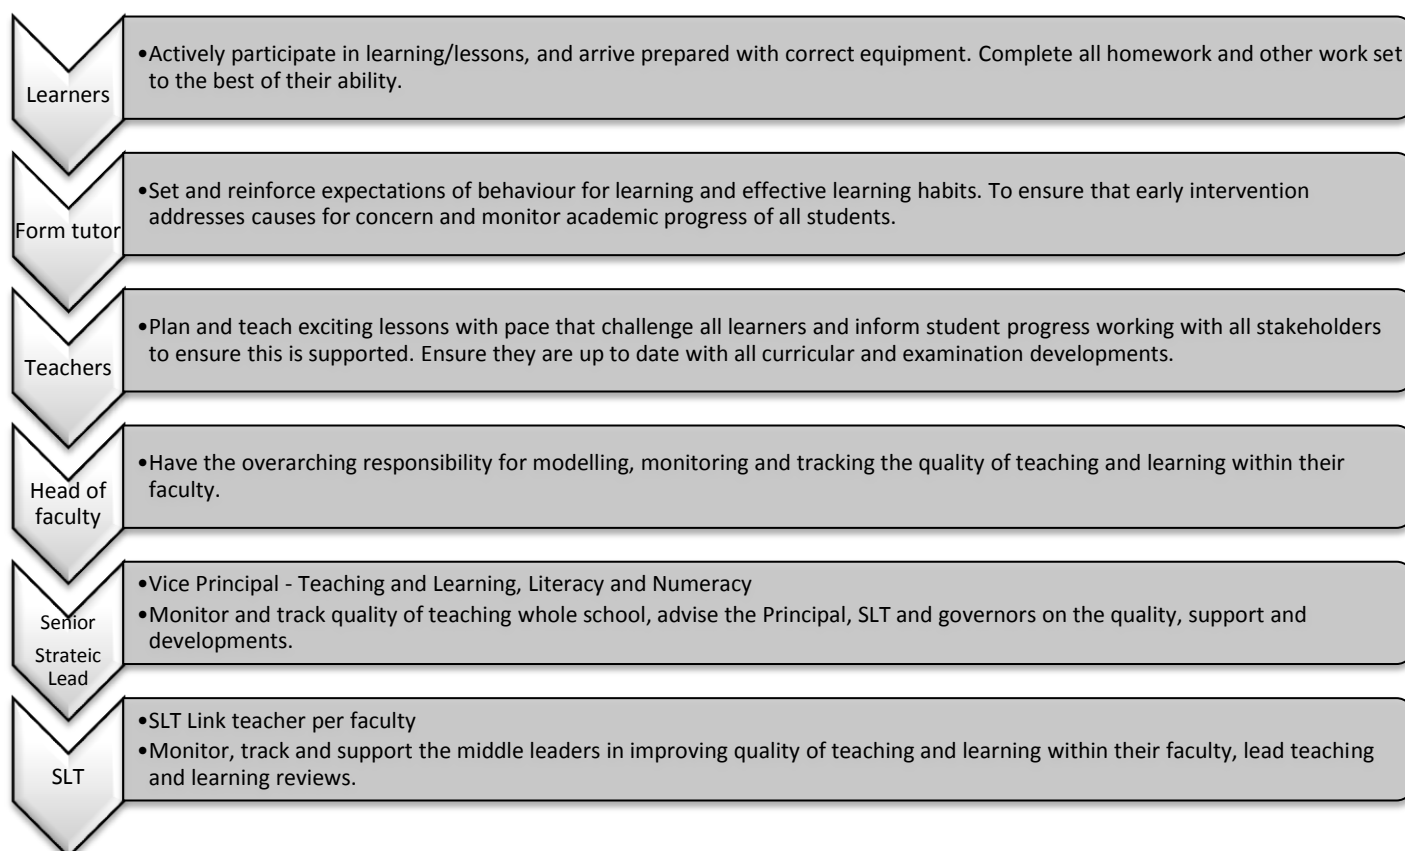 Learners
•Actively participate in learning/lessons, and arrive prepared with correct equipment. Complete all homework and other work set
to the best of their ability.
Form tutor
•Set and reinforce expectations of behaviour for learning and effective learning habits. To ensure that early intervention
addresses causes for concern and monitor academic progress of all students.
Teachers
•Plan and teach exciting lessons with pace that challenge all learners and inform student progress working with all stakeholders
to ensure this is supported. Ensure they are up to date with all curricular and examination developments.
Head of
faculty
•Have the overarching responsibility for modelling, monitoring and tracking the quality of teaching and learning within their
faculty.
Senior
Strateic
Lead
•Vice Principal - Teaching and Learning, Literacy and Numeracy
•Monitor and track quality of teaching whole school, advise the Principal, SLT and governors on the quality, support and
developments.
SLT
•SLT Link teacher per faculty
•Monitor, track and support the middle leaders in improving quality of teaching and learning within their faculty, lead teaching
and learning reviews.